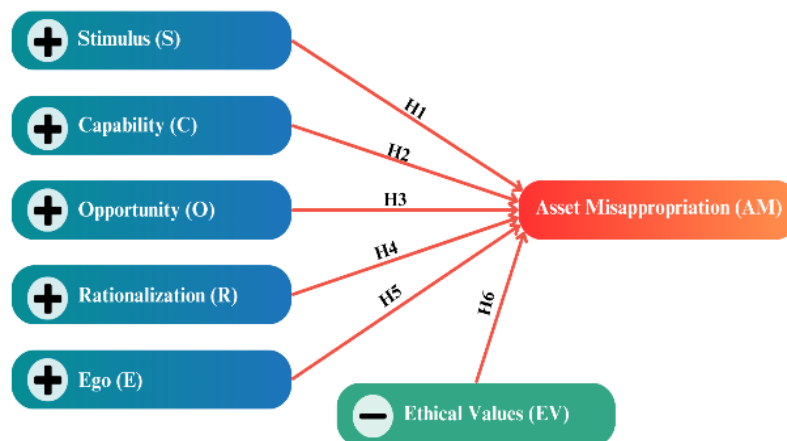 Stimulus (S)
H1
Capability (C)
H2
Asset Misappropriation (AM)
Opportunity (O)
H3
Rationalization (R)
H4
H5
H6
Ego (E)
Ethical Values (EV)